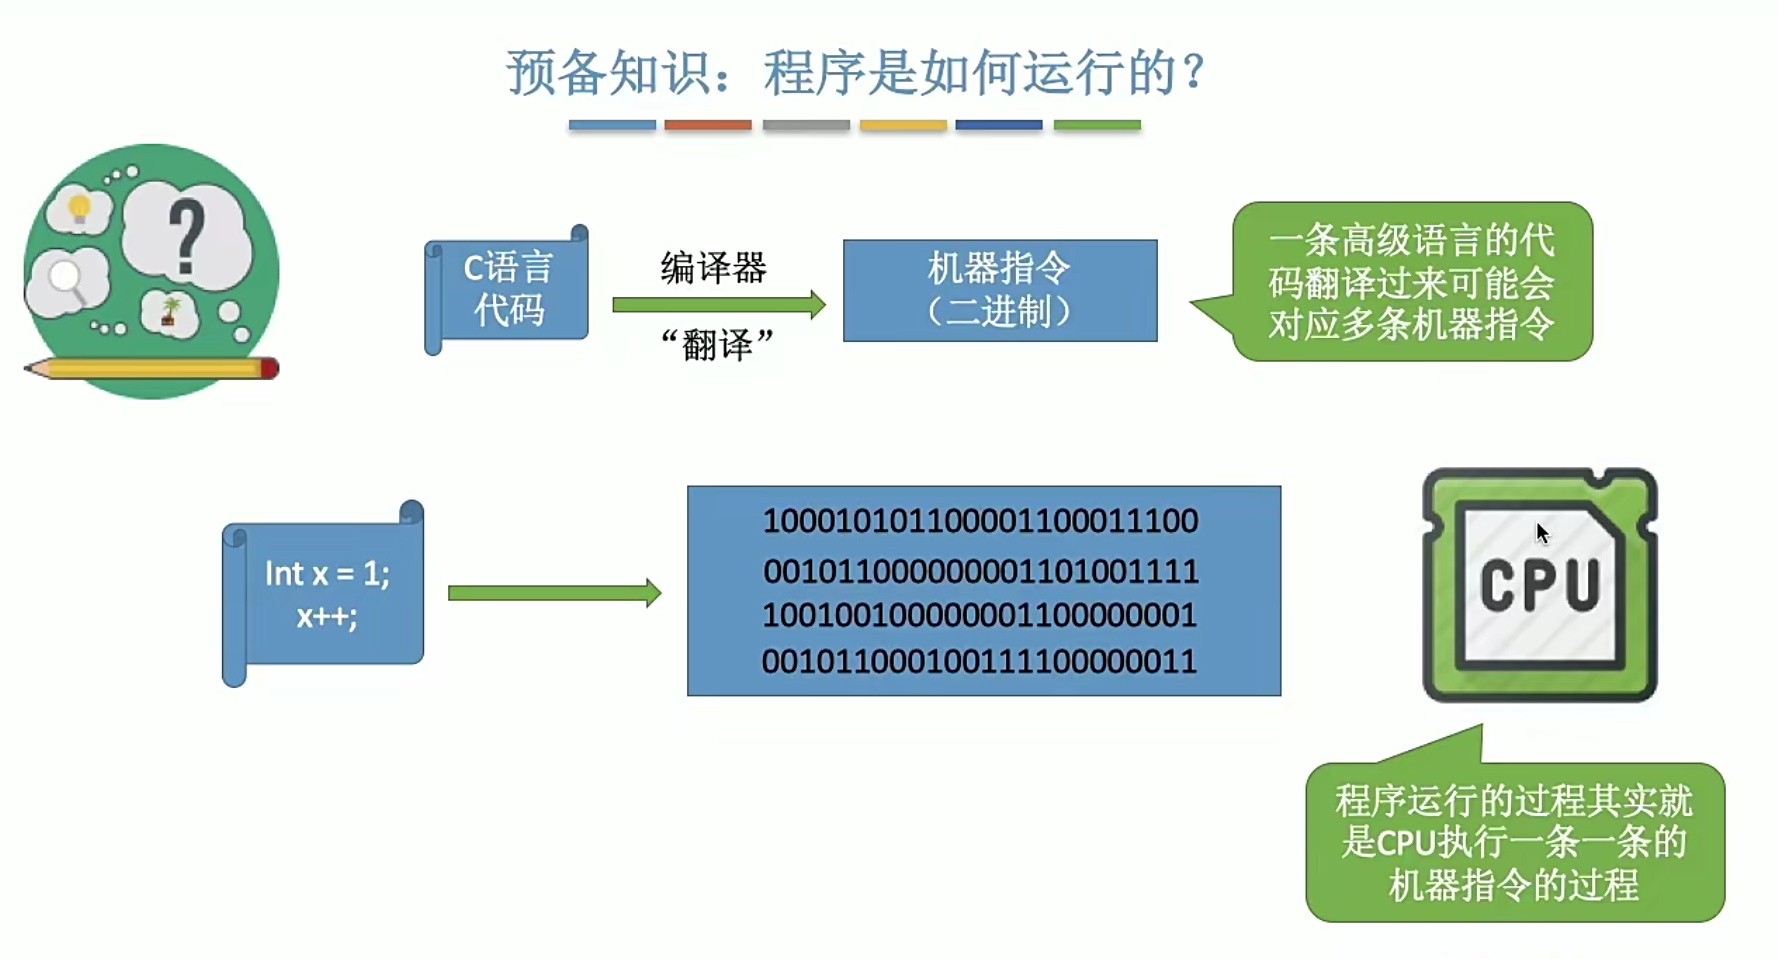 预备知识：程序是如何运行的？
?
C语言
代码
编译器
“翻译”
机器指令
（二进制）
一条高级语言的代
码翻译过来可能会
对应多条机器指令
Int x = 1;
x++;
100010101100001100011100
001011000000001101001111
100100100000001100000001
001011000100111100000011
CPU
程序运行的过程其实就
是CPU执行一条一条的
机器指令的过程